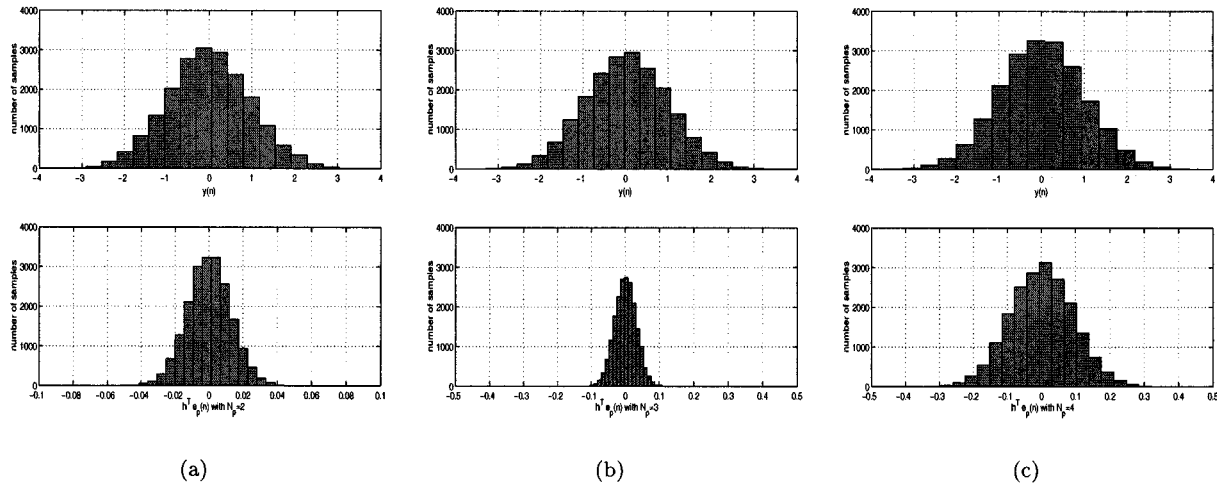 4000
3000
2000
1000
0
number of samples
-4 -3 -2 -1 0 1 2 3 4
y(n)
4000
3000
2000
1000
0
number of samples
-4 -3 -2 -1 0 1 2 3 4
y(n)
4000
3000
2000
1000
0
number of samples
-4 -3 -2 -1 0 1 2 3 4
y(n)
4000
3000
2000
1000
0
number of samples
-0.1 -0.08 -0.06 -0.04 -0.02 0 0.02 0.04 0.06 0.08 0.1
h^T e_p(n) with N_p=2
4000
3000
2000
1000
0
number of samples
-0.5 -0.4 -0.3 -0.2 -0.1 0 0.1 0.2 0.3 0.4 0.5
h^T e_p(n) with N_p=3
4000
3000
2000
1000
0
number of samples
-0.5 -0.4 -0.3 -0.2 -0.1 0 0.1 0.2 0.3 0.4 0.5
h^T e_p(n) with N_p=4
(a) (b) (c)